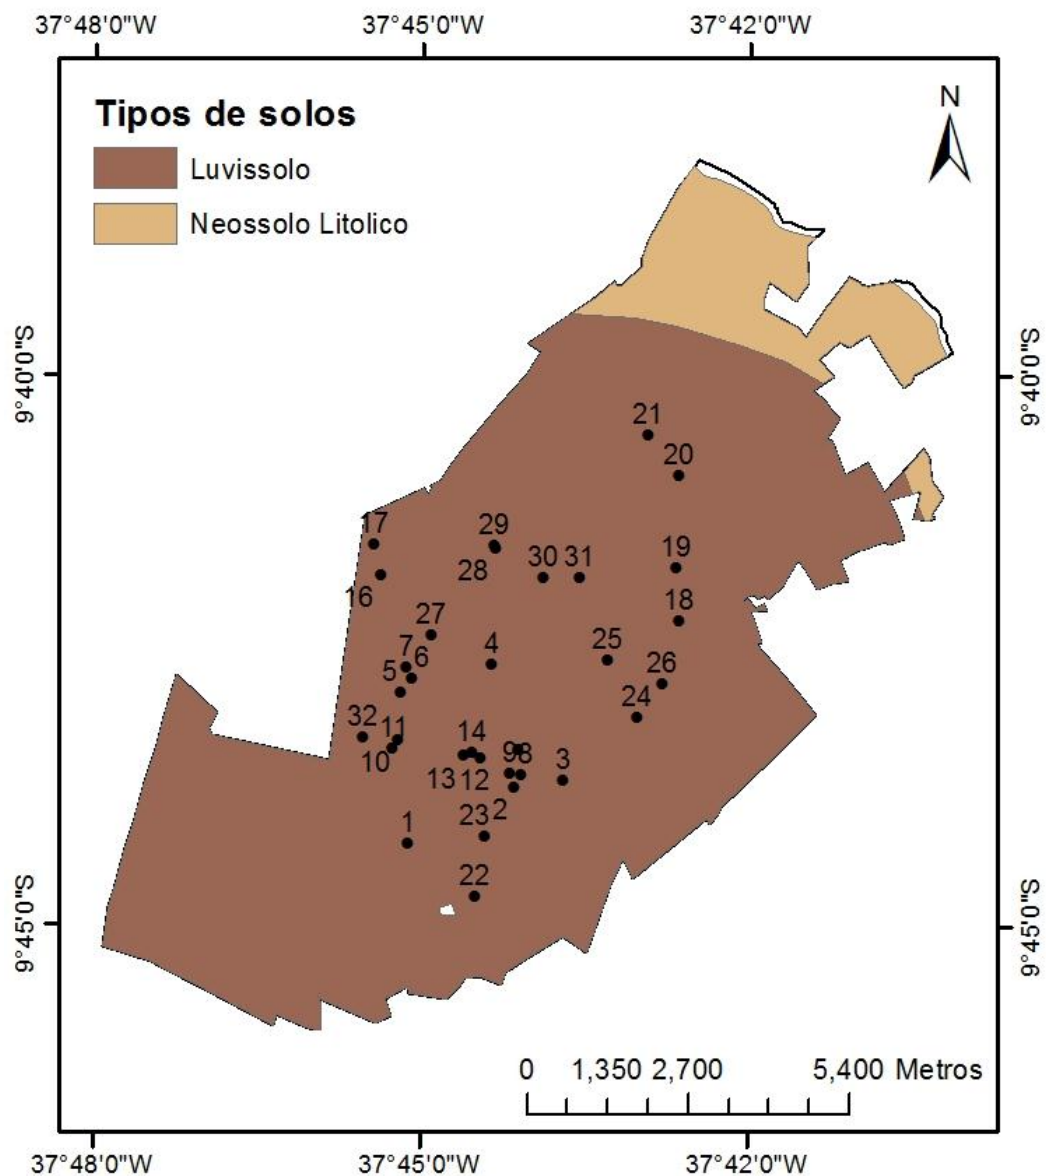 37°48'0"W 37°45'0"W 37°42'0"W
N
Tipos de solos
Luvissolo
Neossolo Litolico
9°40'0"S 9°40'0"S
21
20
17 29
28 30 31 19
16
18
27
7 6 4 25
5 26
24
32 11 14
10 98 3
13 12
2
1 23
22
9°45'0"S 9°45'0"S
0 1,350 2,700 5,400 Metros
37°48'0"W 37°45'0"W 37°42'0"W